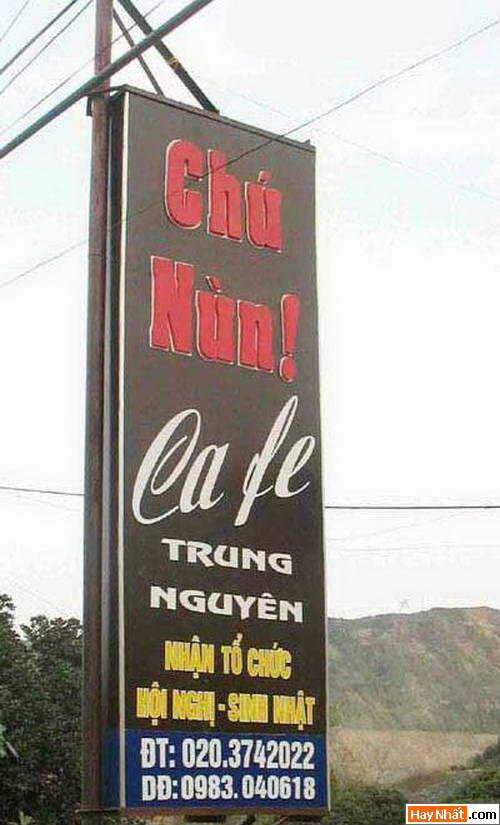 Chú
Nùn!
Cafe
TRUNG
NGUYÊN
NHẬN TỔ CHỨC
HỘI NGHỊ - SINH NHẬT
ĐT: 020.3742022
DĐ: 0983. 040618
HayNhất.com